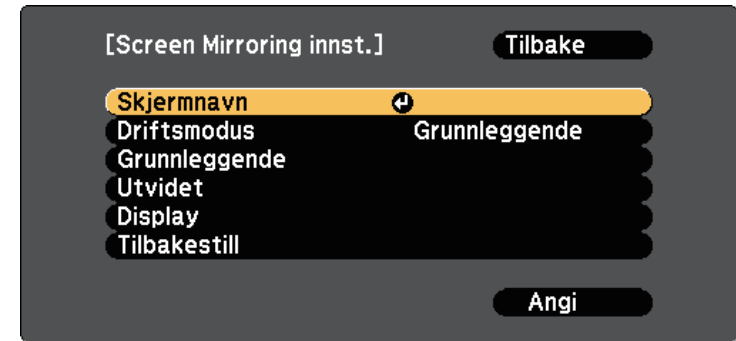 [Screen Mirroring innst.] Tilbake
Skjermnavn
Driftsmodus Grunnleggende
Grunnleggende
Utvidet
Display
Tilbakestill
Angi